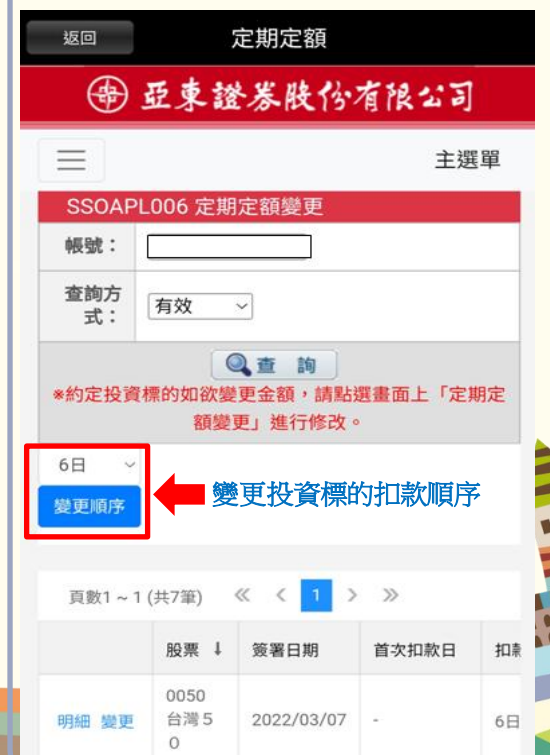 返回 定期定額
亞東證券股份有限公司
主選單
SSOAPL006 定期定額變更
帳號：
查詢方
式：
有效
查 詢
※約定投資標的如欲變更金額，請點選畫面上「定期定
額變更」進行修改。
6日
變更順序
變更投資標的扣款順序
頁數1 ~ 1 (共7筆) « < 1 > »
股票 ⭣ 簽署日期 首次扣款日 扣款
0050
明細 變更 台灣５ 2022/03/07 - 6日
０